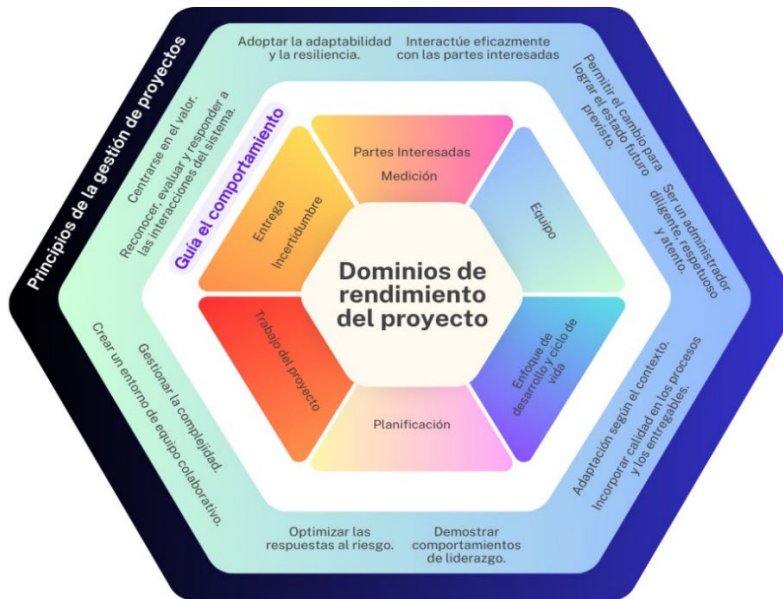 Principios de la gestión de proyectos
Adoptar la adaptabilidad
y la resiliencia.
Interactúe eficazmente
con las partes interesadas
Permitir el cambio para
lograr el estado futuro
previsto.
Ser un administrador
diligente, respetuoso
y atento.
Adaptación según el contexto.
Incorporar calidad en los procesos
y los entregables.
Demostrar
comportamientos
de liderazgo.
Optimizar las
respuestas al riesgo.
Gestionar la complejidad.
Crear un entorno de equipo colaborativo.
Centrarse en el valor.
Reconocer, evaluar y responder a
las interacciones del sistema.
Guía el comportamiento
Partes Interesadas
Medición
Equipo
Enfoque de
desarrollo y ciclo de
vida
Planificación
Trabajo del proyecto
Entrega
Incertidumbre
Dominios de
rendimiento
del proyecto